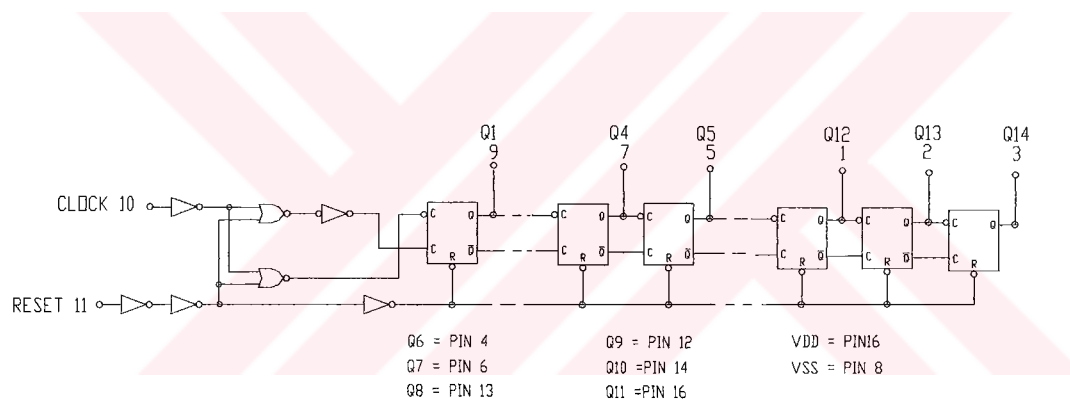 Q1 Q4 Q5 Q12 Q13 Q14
9 7 5 1 2 3
CLOCK 10
C Q C Q C Q C Q C Q Q
C R Q̅ C R Q̅ C R Q̅ C R Q̅ C R Q̅ C R
RESET 11
Q6 = PIN 4 Q9 = PIN 12 VDD = PIN16
Q7 = PIN 6 Q10 =PIN 14 VSS = PIN 8
Q8 = PIN 13 Q11 =PIN 16